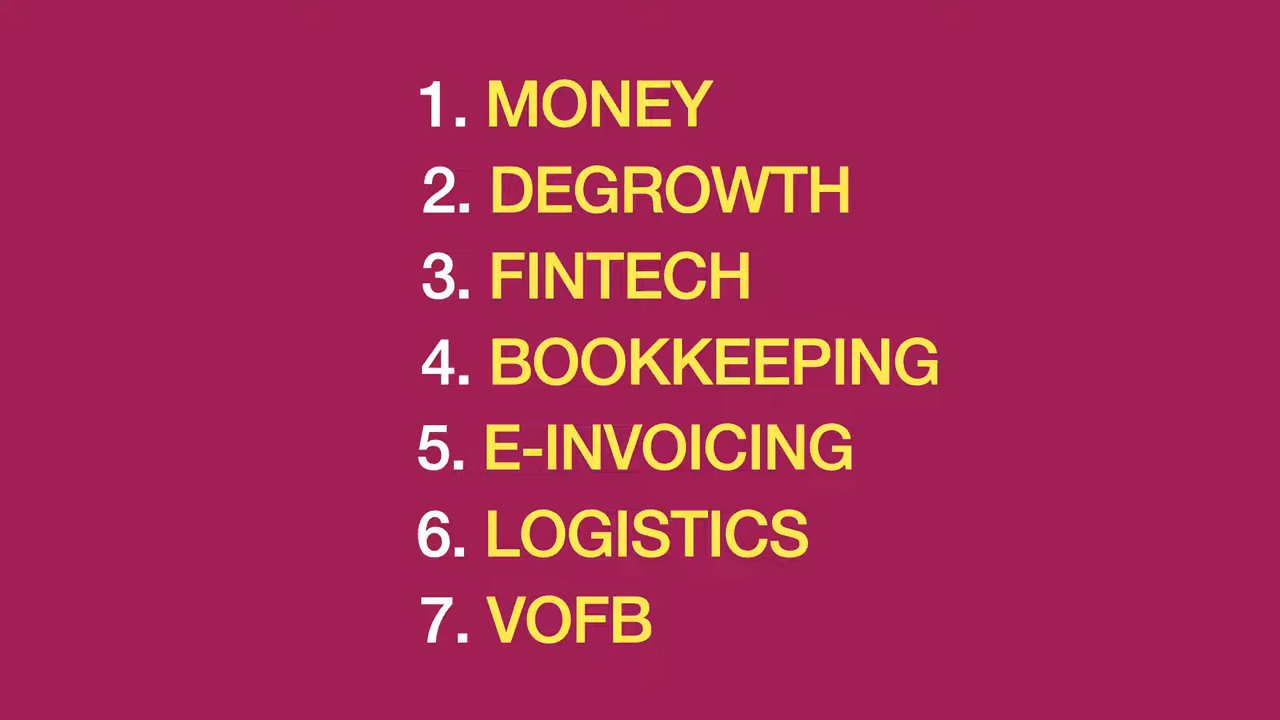 1. MONEY
2. DEGROWTH
3. FINTECH
4. BOOKKEEPING
5. E-INVOICING
6. LOGISTICS
7. VOFB